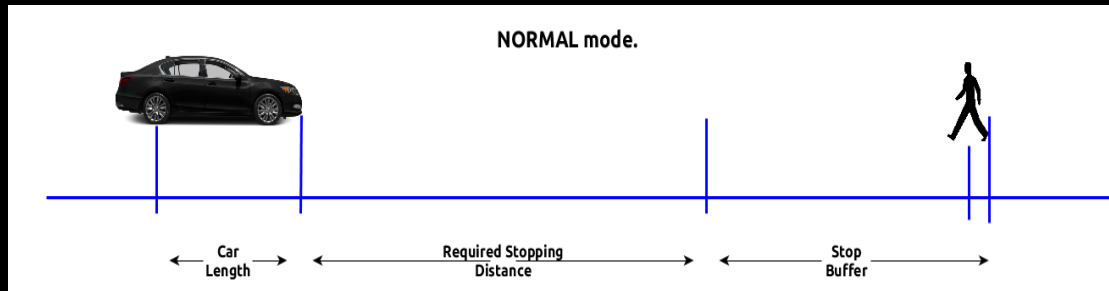 NORMAL mode.
Car
Length
Required Stopping
Distance
Stop
Buffer